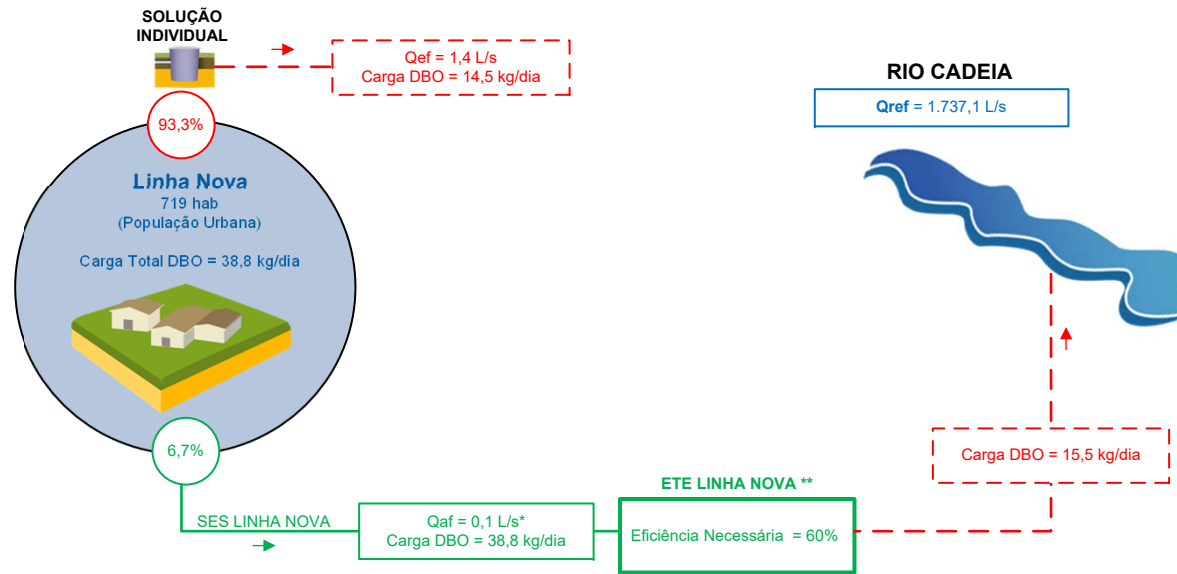 SOLUÇÃO
INDIVIDUAL
Qef = 1,4 L/s
Carga DBO = 14,5 kg/dia
RIO CADEIA
Qref = 1.737,1 L/s
93,3%
Linha Nova
719 hab
(População Urbana)
Carga Total DBO = 38,8 kg/dia
6,7%
Carga DBO = 15,5 kg/dia
ETE LINHA NOVA **
SES LINHA NOVA
Qaf = 0,1 L/s*
Carga DBO = 38,8 kg/dia
Eficiência Necessária = 60%